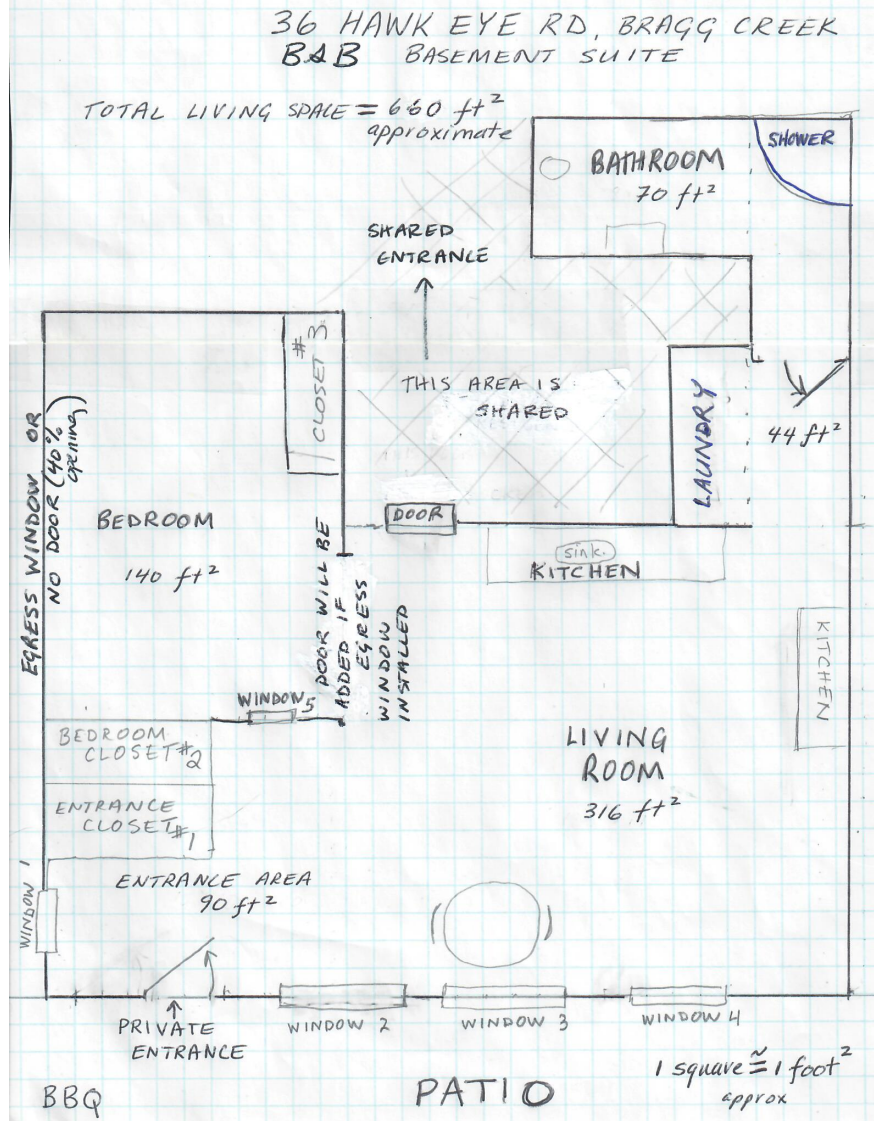 36 HAWK EYE RD, BRAGG CREEK
B&B BASEMENT SUITE
TOTAL LIVING SPACE = 660 ft²
approximate
SHOWER
BATHROOM
70 ft²
SHARED
ENTRANCE
THIS AREA IS
SHARED
# CLOSET 3
LAUNDRY
44 ft²
EGRESS WINDOW OR
NO DOOR (40%
opening)
BEDROOM
140 ft²
DOOR
sink.
KITCHEN
DOOR WILL BE
ADDED IF
EGRESS
WINDOW
INSTALLED
KITCHEN
WINDOW 5
BEDROOM
CLOSET #2
LIVING
ROOM
316 ft²
ENTRANCE
CLOSET #1
ENTRANCE AREA
90 ft²
WINDOW 1
PRIVATE
ENTRANCE
WINDOW 2
WINDOW 3
WINDOW 4
1 square ≅ 1 foot²
approx
BBQ
PATIO